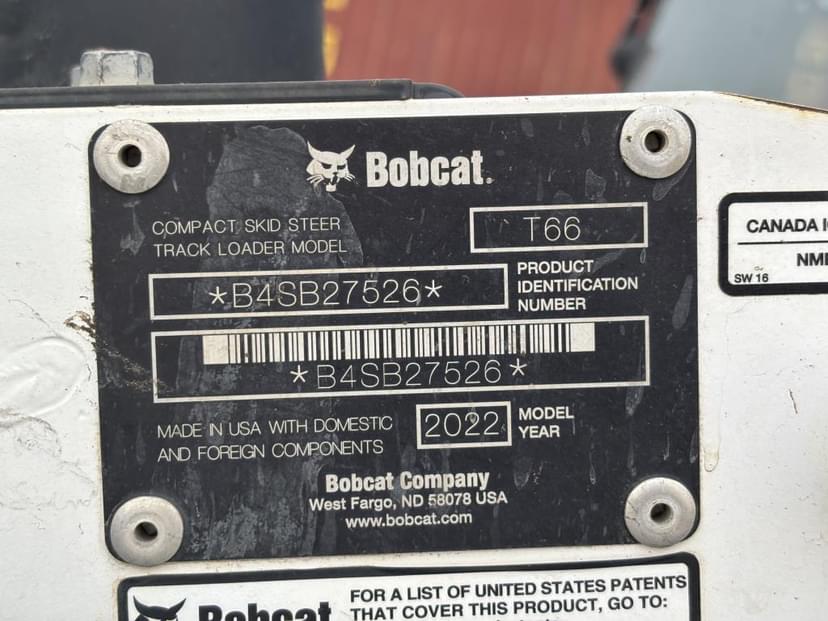 Bobcat.
COMPACT SKID STEER
TRACK LOADER MODEL
T66
*B4SB27526*
PRODUCT
IDENTIFICATION
NUMBER
*B4SB27526*
MADE IN USA WITH DOMESTIC
AND FOREIGN COMPONENTS
2022
MODEL
YEAR
Bobcat Company
West Fargo, ND 58078 USA
www.bobcat.com
CANADA
SW 16
Bobcat
FOR A LIST OF UNITED STATES PATENTS
THAT COVER THIS PRODUCT, GO TO: